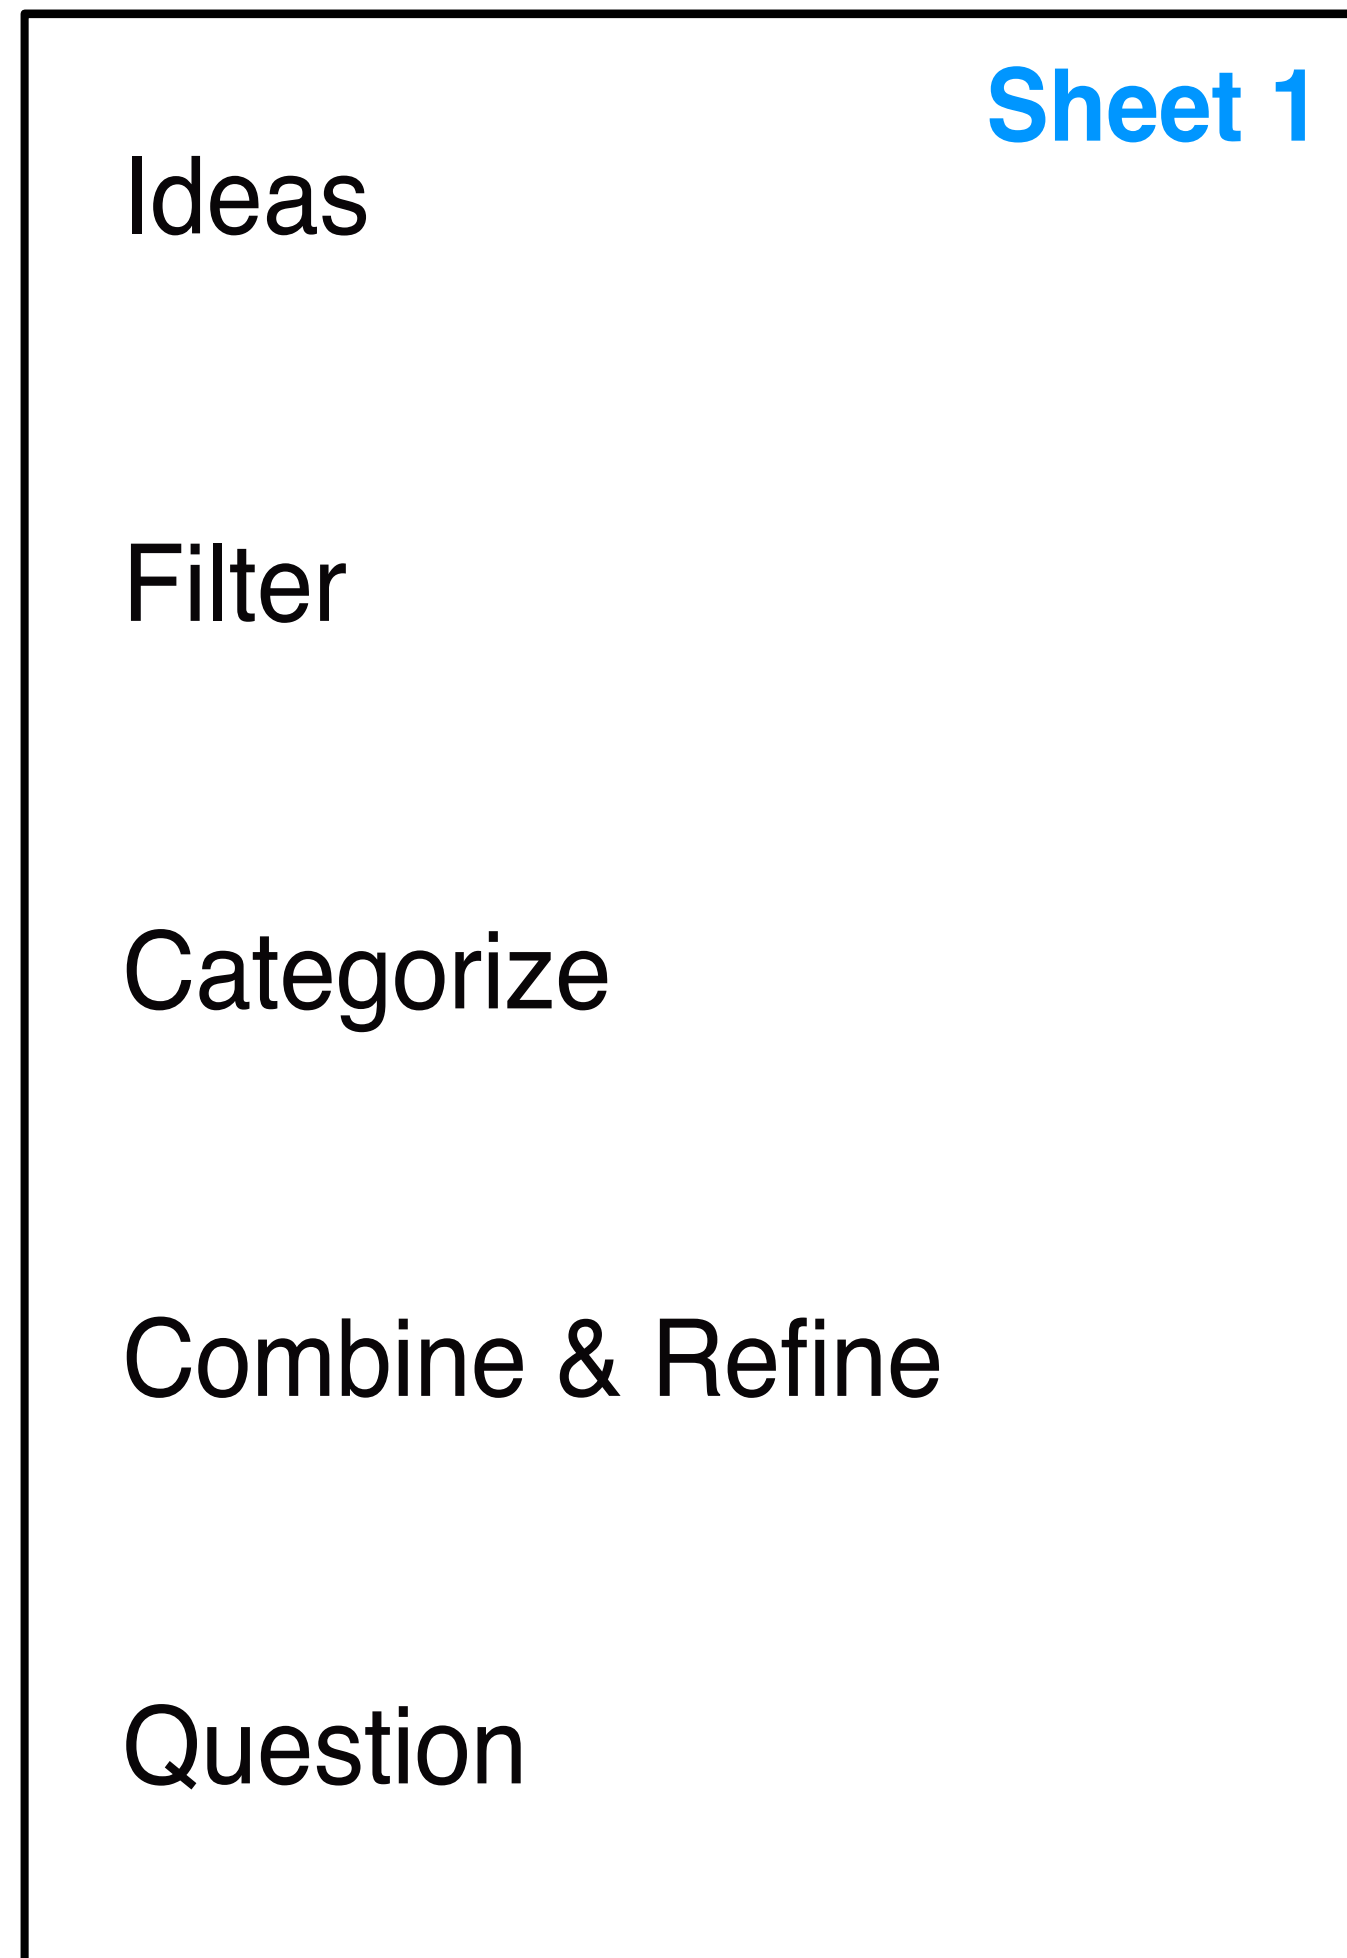 Sheet 1
Ideas
Filter
Categorize
Combine & Refine
Question